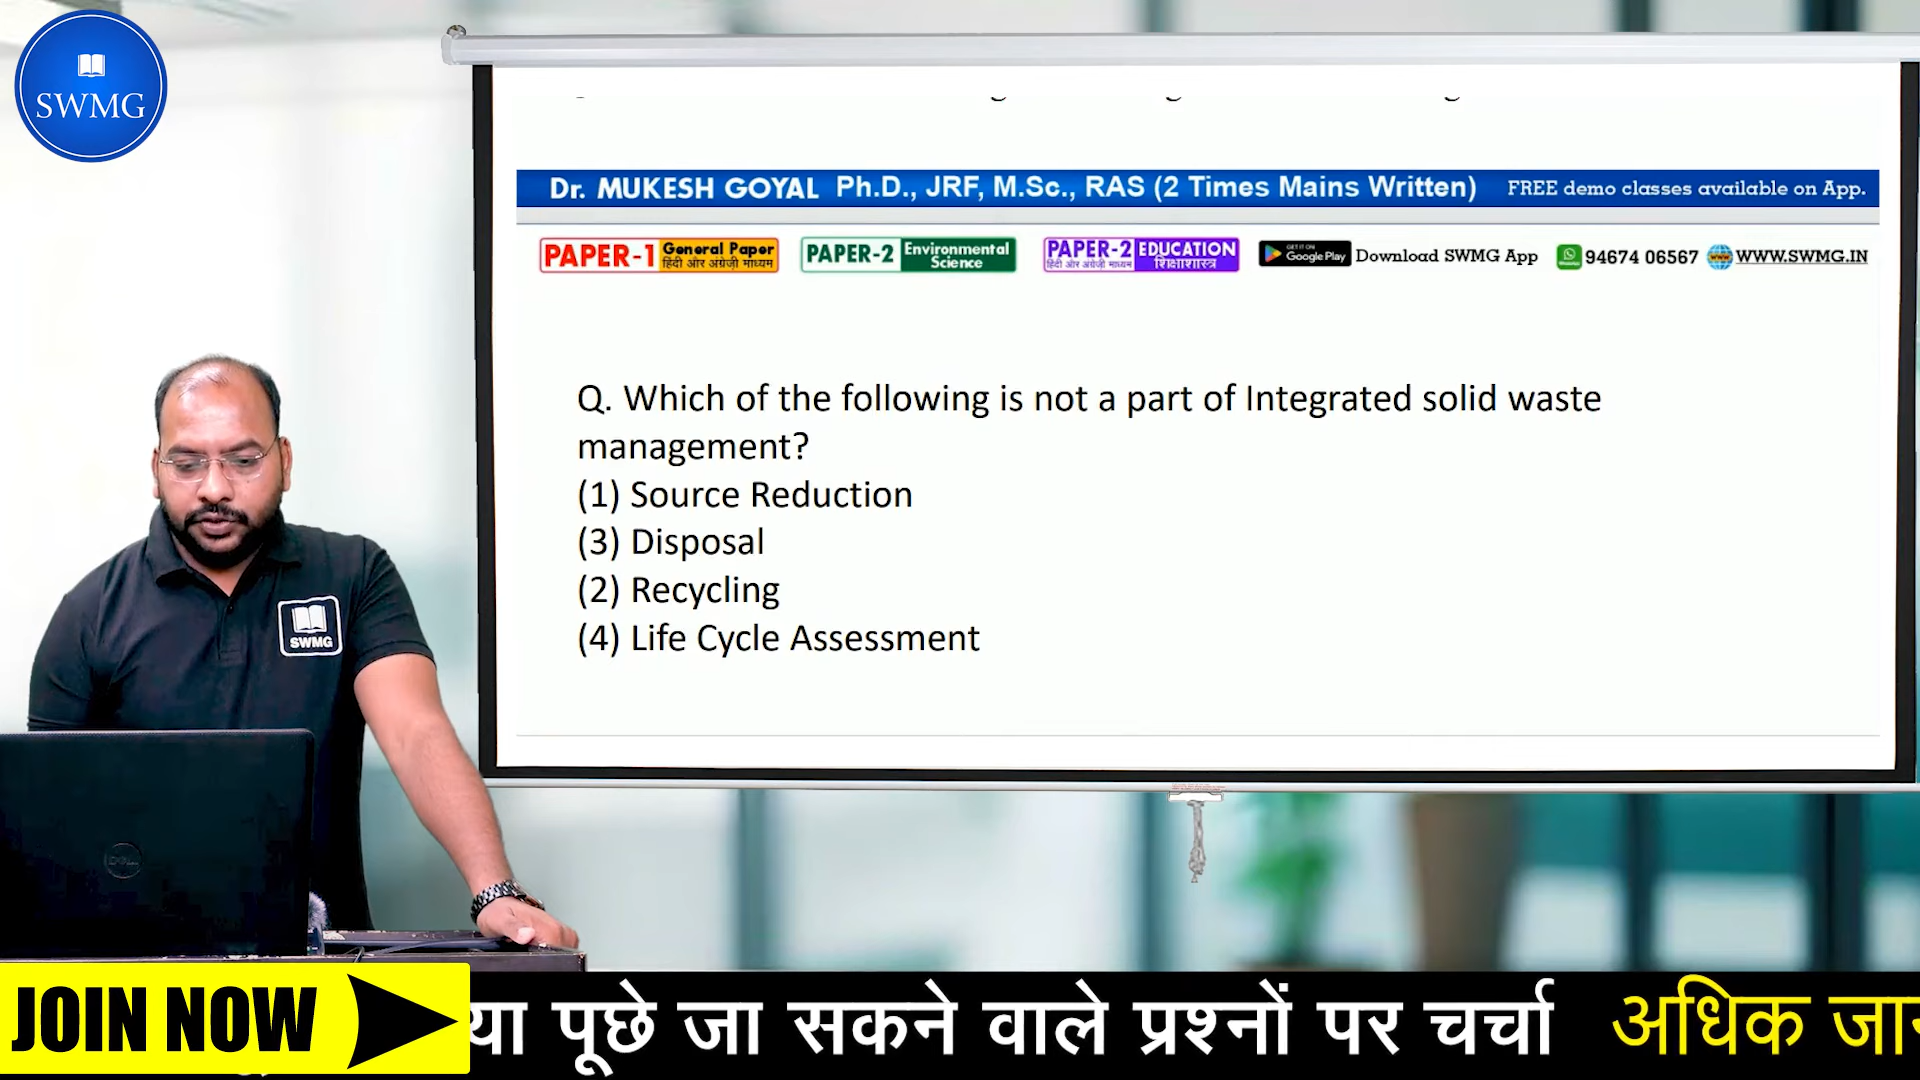 SWMG
Dr. MUKESH GOYAL Ph.D., JRF, M.Sc., RAS (2 Times Mains Written) FREE demo classes available on App.
PAPER-1 General Paper हिंदी और अंग्रेज़ी माध्यम PAPER-2 Environmental Science PAPER-2 हिंदी और अंग्रेज़ी माध्यम EDUCATION शिक्षाशास्त्र GET IT ON Google Play Download SWMG App 94674 06567 WWW.SWMG.IN
Q. Which of the following is not a part of Integrated solid waste
management?
(1) Source Reduction
(3) Disposal
(2) Recycling
(4) Life Cycle Assessment
SWMG
DELL
JOIN NOW
या पूछे जा सकने वाले प्रश्नों पर चर्चा अधिक